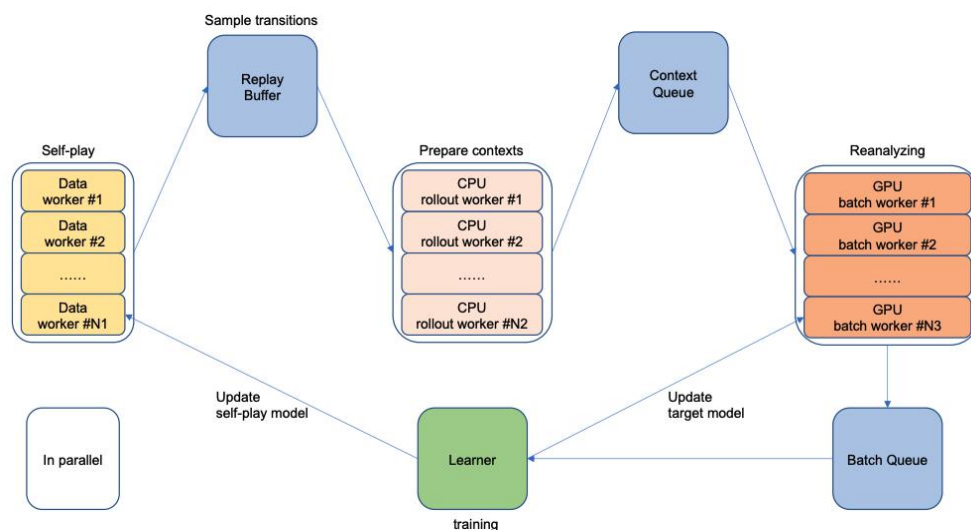 Sample transitions
Replay
Buffer
Context
Queue
Self-play
Data
worker #1
Data
worker #2
......
Data
worker #N1
Prepare contexts
CPU
rollout worker #1
CPU
rollout worker #2
......
CPU
rollout worker #N2
Reanalyzing
GPU
batch worker #1
GPU
batch worker #2
......
GPU
batch worker #N3
Update
self-play model
Update
target model
In parallel
Learner
Batch Queue
training